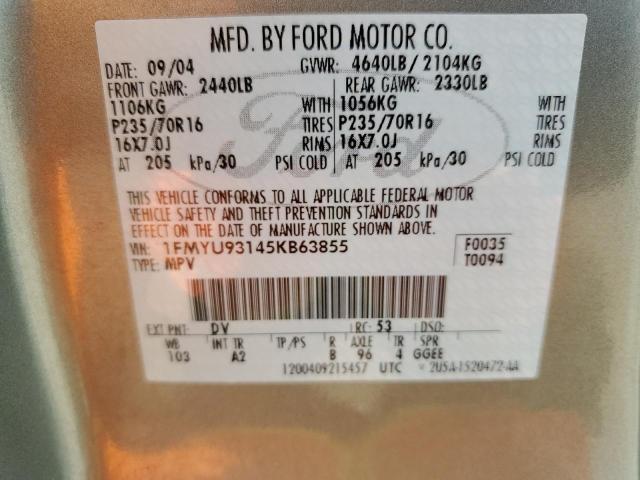 MFD. BY FORD MOTOR CO.
DATE: 09/04 GVWR: 4640LB/2104KG
FRONT GAWR: 2440LB REAR GAWR: 2330LB
1106KG WITH 1056KG WITH
P235/70R16 TIRES P235/70R16 TIRES
16X7.0J RIMS 16X7.0J RIMS
AT 205 kPa/30 PSI COLD AT 205 kPa/30 PSI COLD
Ford
THIS VEHICLE CONFORMS TO ALL APPLICABLE FEDERAL MOTOR
VEHICLE SAFETY AND THEFT PREVENTION STANDARDS IN
EFFECT ON THE DATE OF MANUFACTURE SHOWN ABOVE.
VIN: 1FMYU93145KB63855 F0035
TYPE: MPV T0094
EXT PNT: DV RC: 53 DSO:
WB INT TR TP/PS R AXLE TR SPR
103 A2 B 96 4 GGEE
1200409215457 UTC 2U5A-1520472-AA